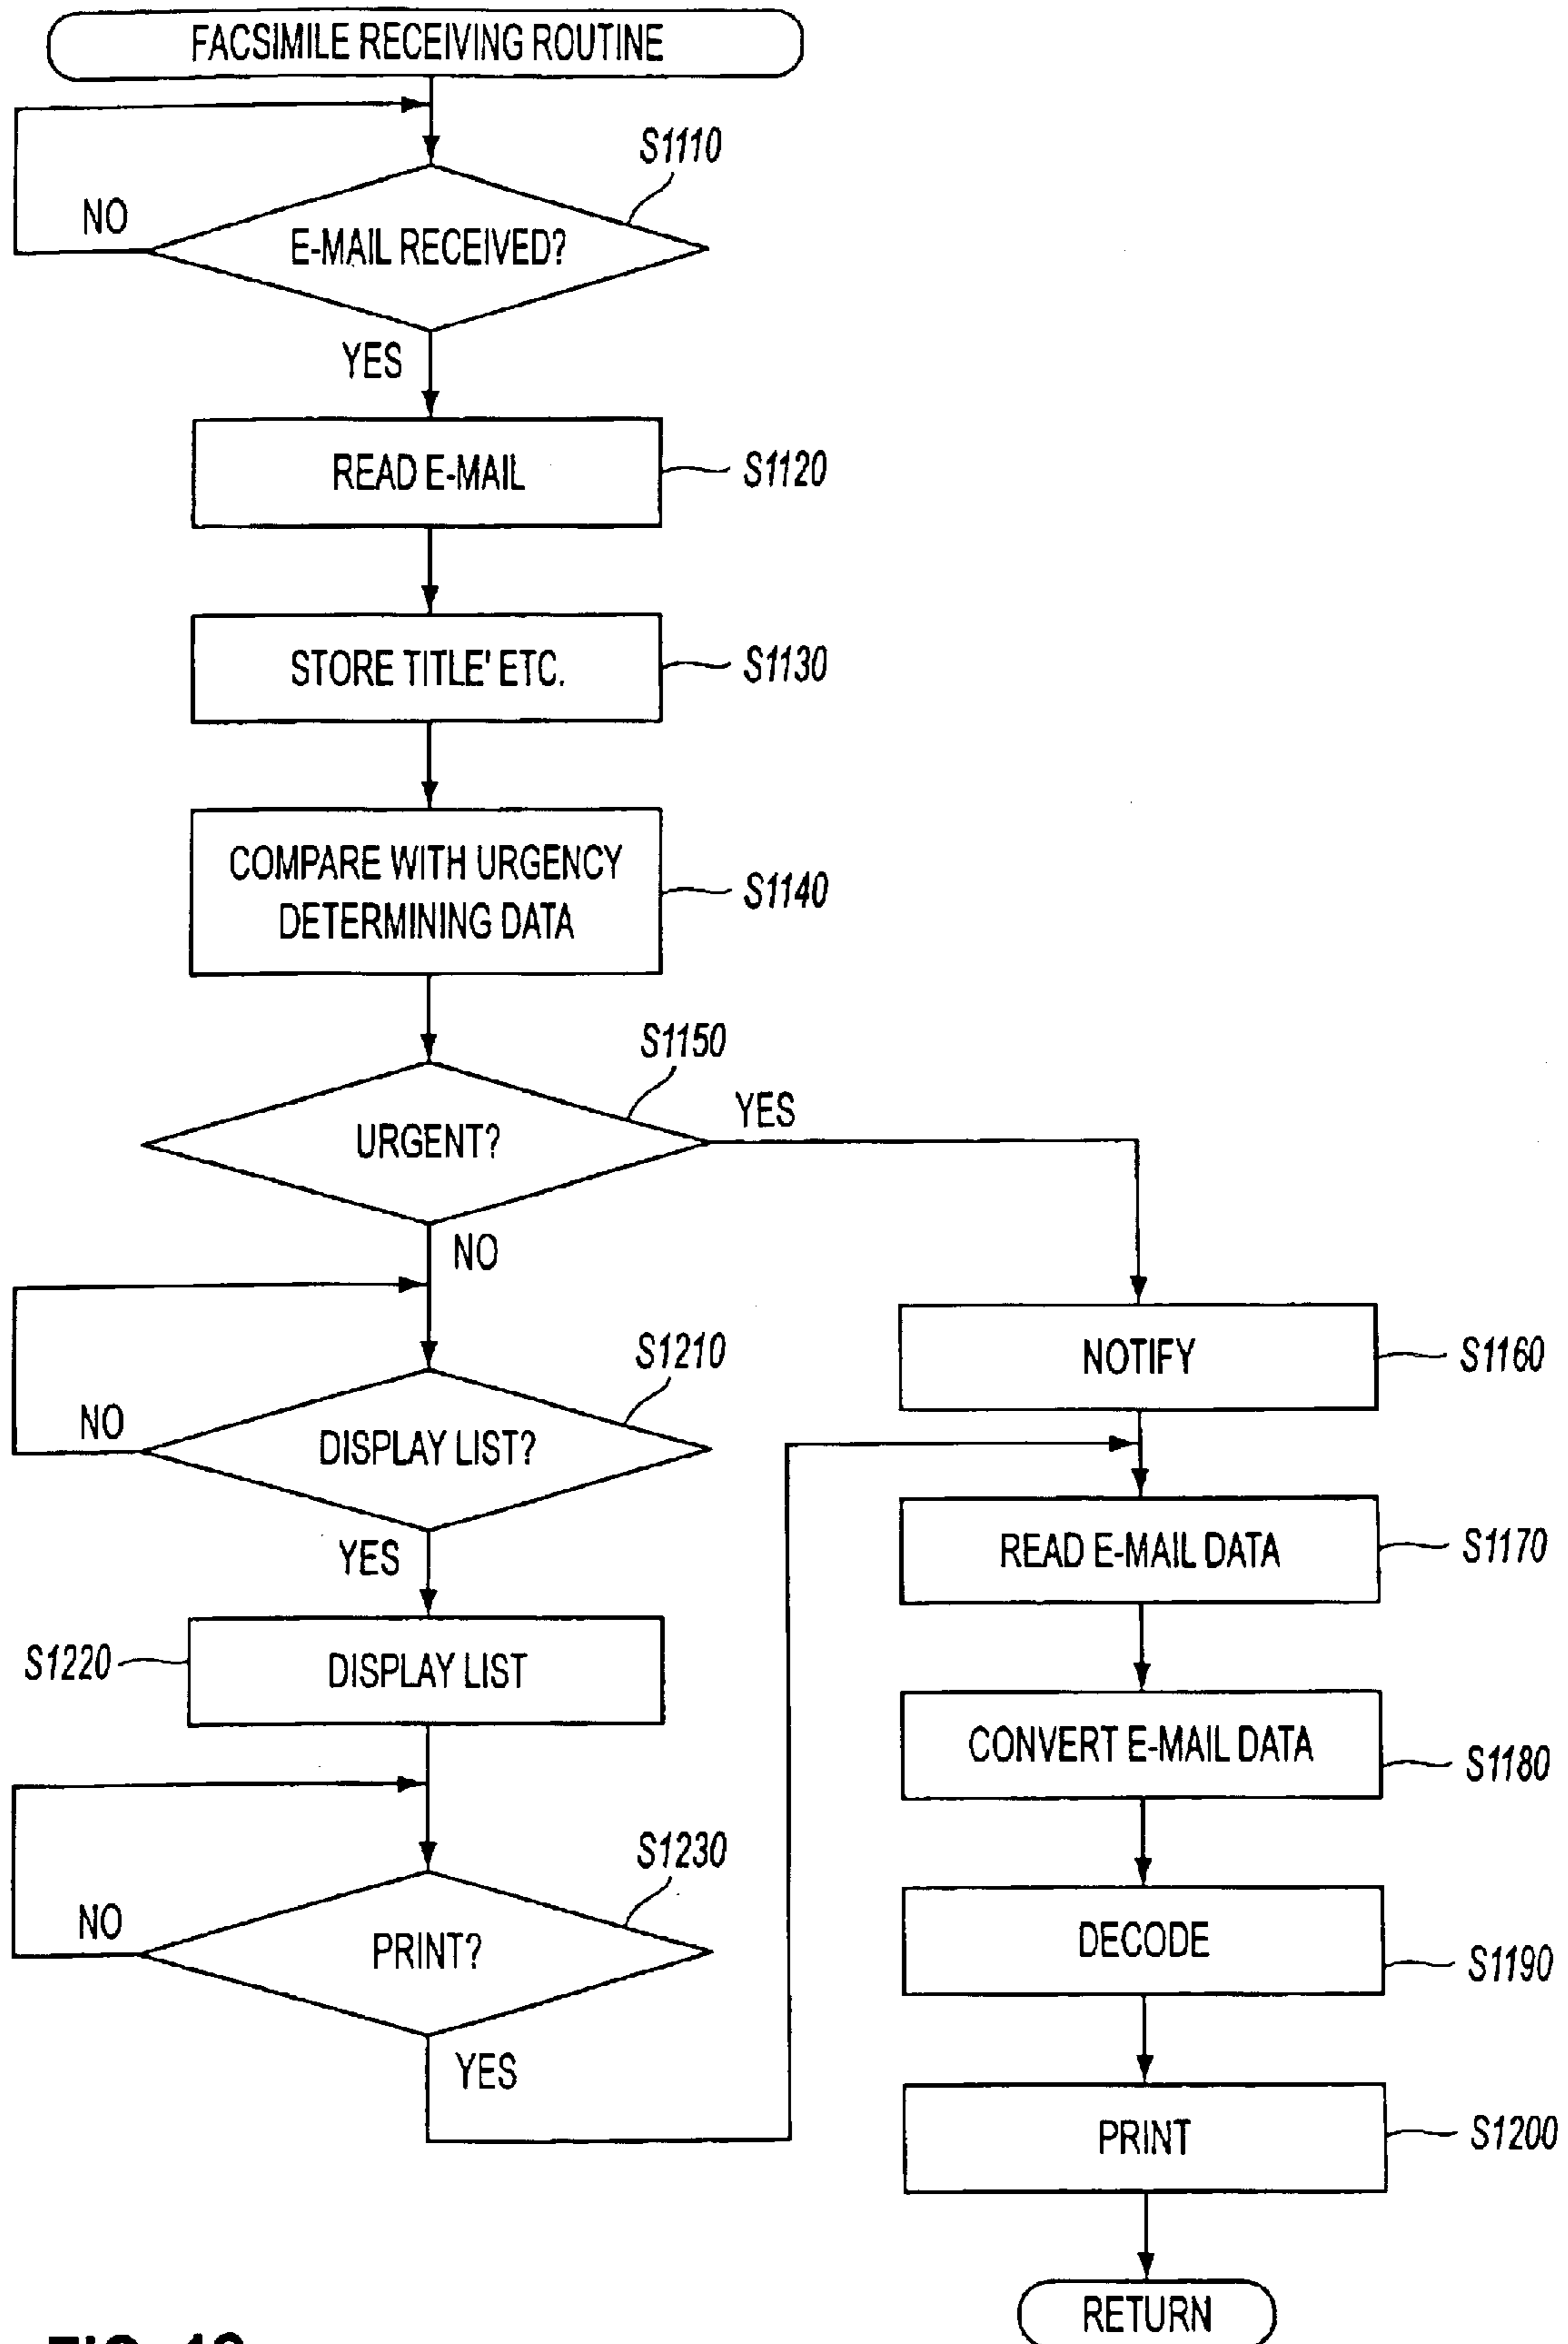 FACSIMILE RECEIVING ROUTINE
S1110
NO
E-MAIL RECEIVED?
YES
READ E-MAIL
S1120
STORE TITLE' ETC.
S1130
COMPARE WITH URGENCY
DETERMINING DATA
S1140
S1150
URGENT?
YES
NO
S1210
NO
DISPLAY LIST?
YES
S1220
DISPLAY LIST
S1230
NO
PRINT?
YES
NOTIFY
S1160
READ E-MAIL DATA
S1170
CONVERT E-MAIL DATA
S1180
DECODE
S1190
PRINT
S1200
RETURN